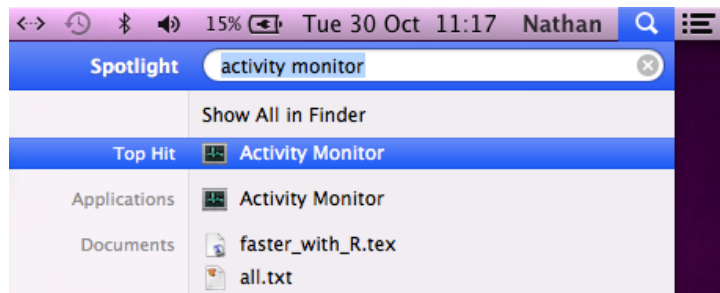 15% Tue 30 Oct 11:17 Nathan
Spotlight activity monitor
Show All in Finder
Top Hit Activity Monitor
Applications Activity Monitor
Documents faster_with_R.tex
all.txt